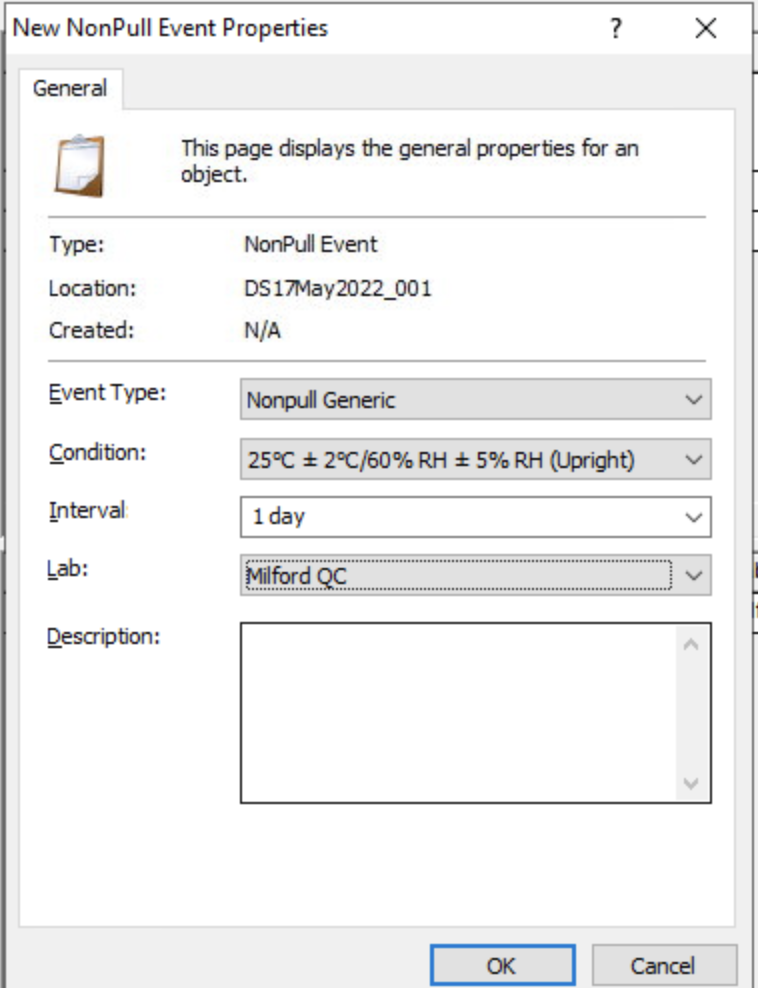 New NonPull Event Properties
?
General
This page displays the general properties for an
object.
Type: NonPull Event
Location: DS17May2022_001
Created: N/A
Event Type: Nonpull Generic
Condition: 25°C ± 2°C/60% RH ± 5% RH (Upright)
Interval: 1 day
Lab: Milford QC
Description:
OK Cancel